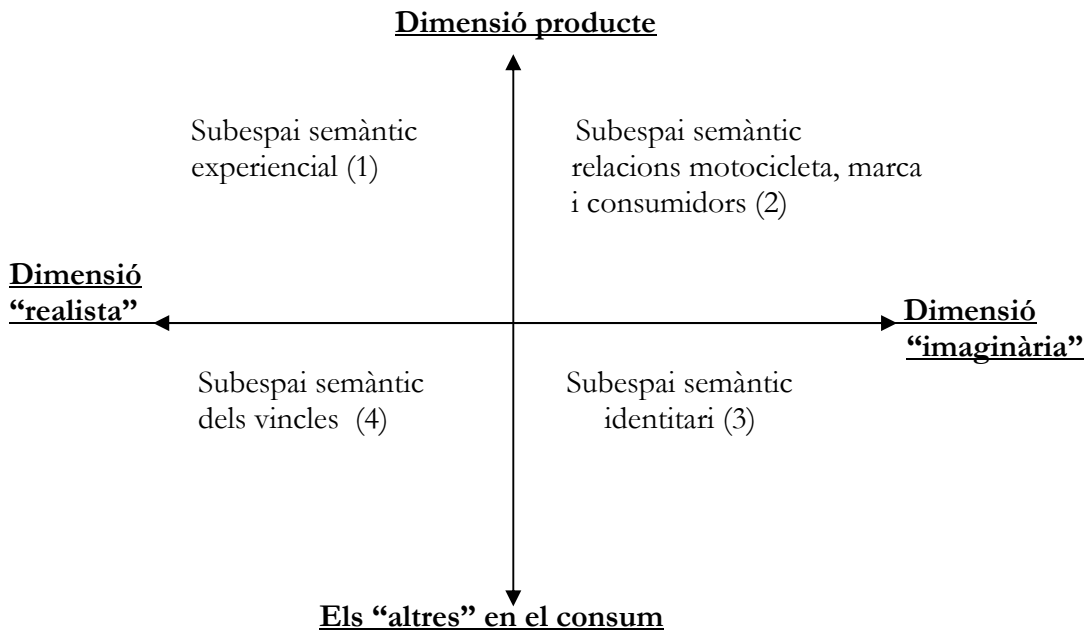 Dimensió producte
Subespai semàntic
experiencial (1)
Subespai semàntic
relacions motocicleta, marca
i consumidors (2)
Dimensió
“realista”
Dimensió
“imaginària”
Subespai semàntic
dels vincles (4)
Subespai semàntic
identitari (3)
Els “altres” en el consum